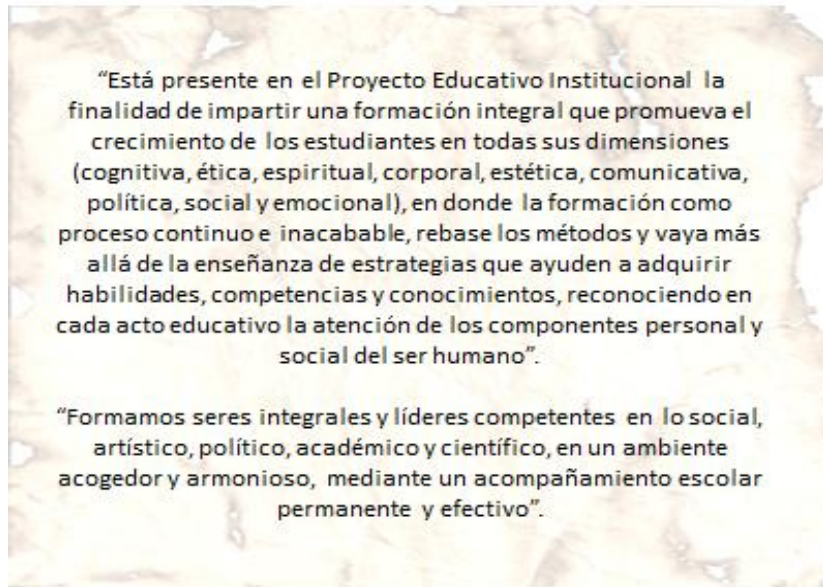 “Está presente en el Proyecto Educativo Institucional la
finalidad de impartir una formación integral que promueva el
crecimiento de los estudiantes en todas sus dimensiones
(cognitiva, ética, espiritual, corporal, estética, comunicativa,
política, social y emocional), en donde la formación como
proceso continuo e inacabable, rebase los métodos y vaya más
allá de la enseñanza de estrategias que ayuden a adquirir
habilidades, competencias y conocimientos, reconociendo en
cada acto educativo la atención de los componentes personal y
social del ser humano”.
“Formamos seres integrales y líderes competentes en lo social,
artístico, político, académico y científico, en un ambiente
acogedor y armonioso, mediante un acompañamiento escolar
permanente y efectivo”.